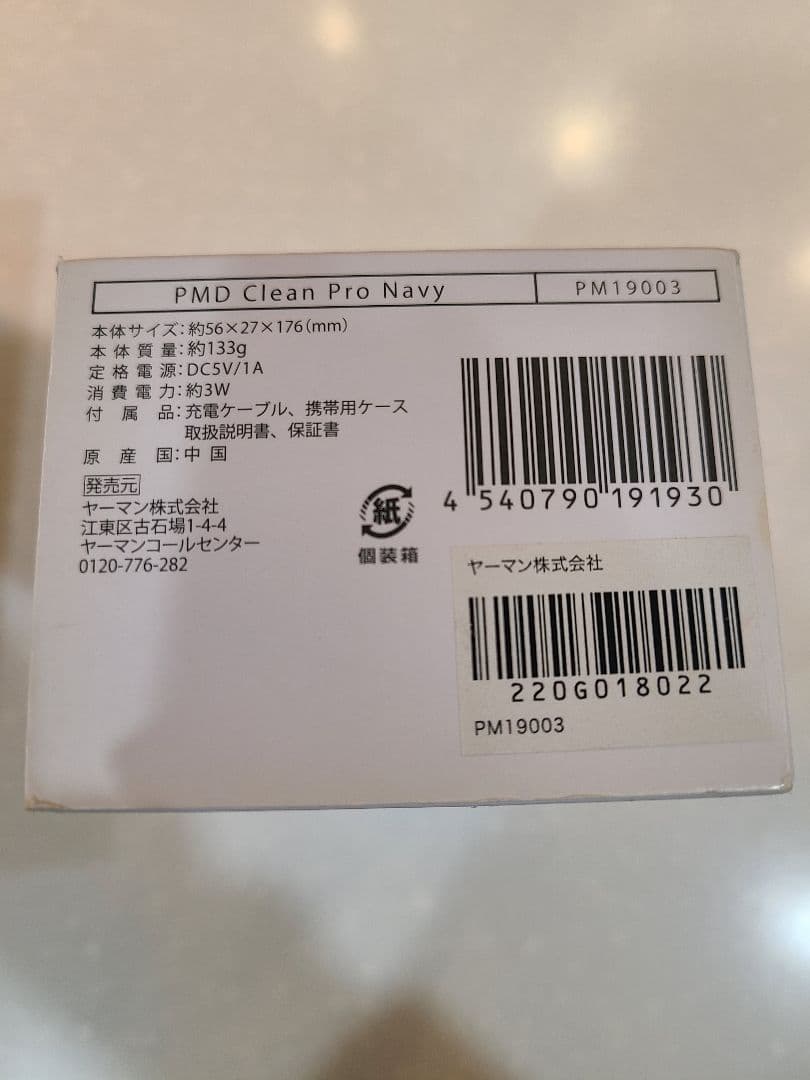 PMD Clean Pro Navy
PM19003
本体サイズ:約56×27×176(mm)
本体質量:約133g
定格電源:DC5V/1A
消費電力:約3W
付属品:充電ケーブル、携帯用ケース
取扱説明書、保証書
原産国:中国
発売元
ヤーマン株式会社
江東区古石場1-4-4
ヤーマンコールセンター
0120-776-282
紙
個装箱
4 540790 191930
ヤーマン株式会社
220G018022
PM19003